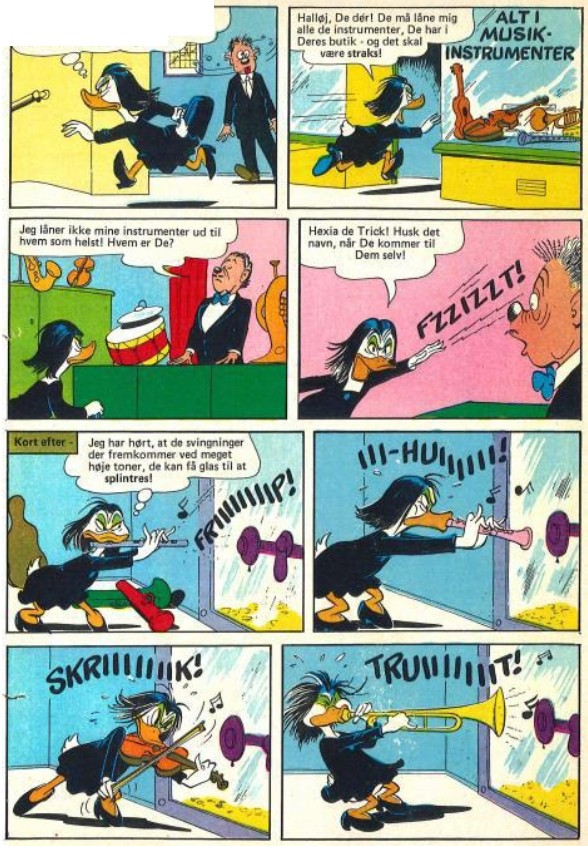 Halløj, De dér! De må låne mig
alle de instrumenter, De har i
Deres butik - og det skal
være straks!
ALT I
MUSIK-
INSTRUMENTER
Jeg låner ikke mine instrumenter ud til
hvem som helst! Hvem er De?
Hexia de Trick! Husk det
navn, når De kommer til
Dem selv!
FZZIZZT!
Kort efter -
Jeg har hørt, at de svingninger
der fremkommer ved meget
høje toner, de kan få glas til at
splintres!
FRIIIIIIIP!
III-HUIIIIII!
SKRIIIIIIIK!
TRUIIIIIIT!